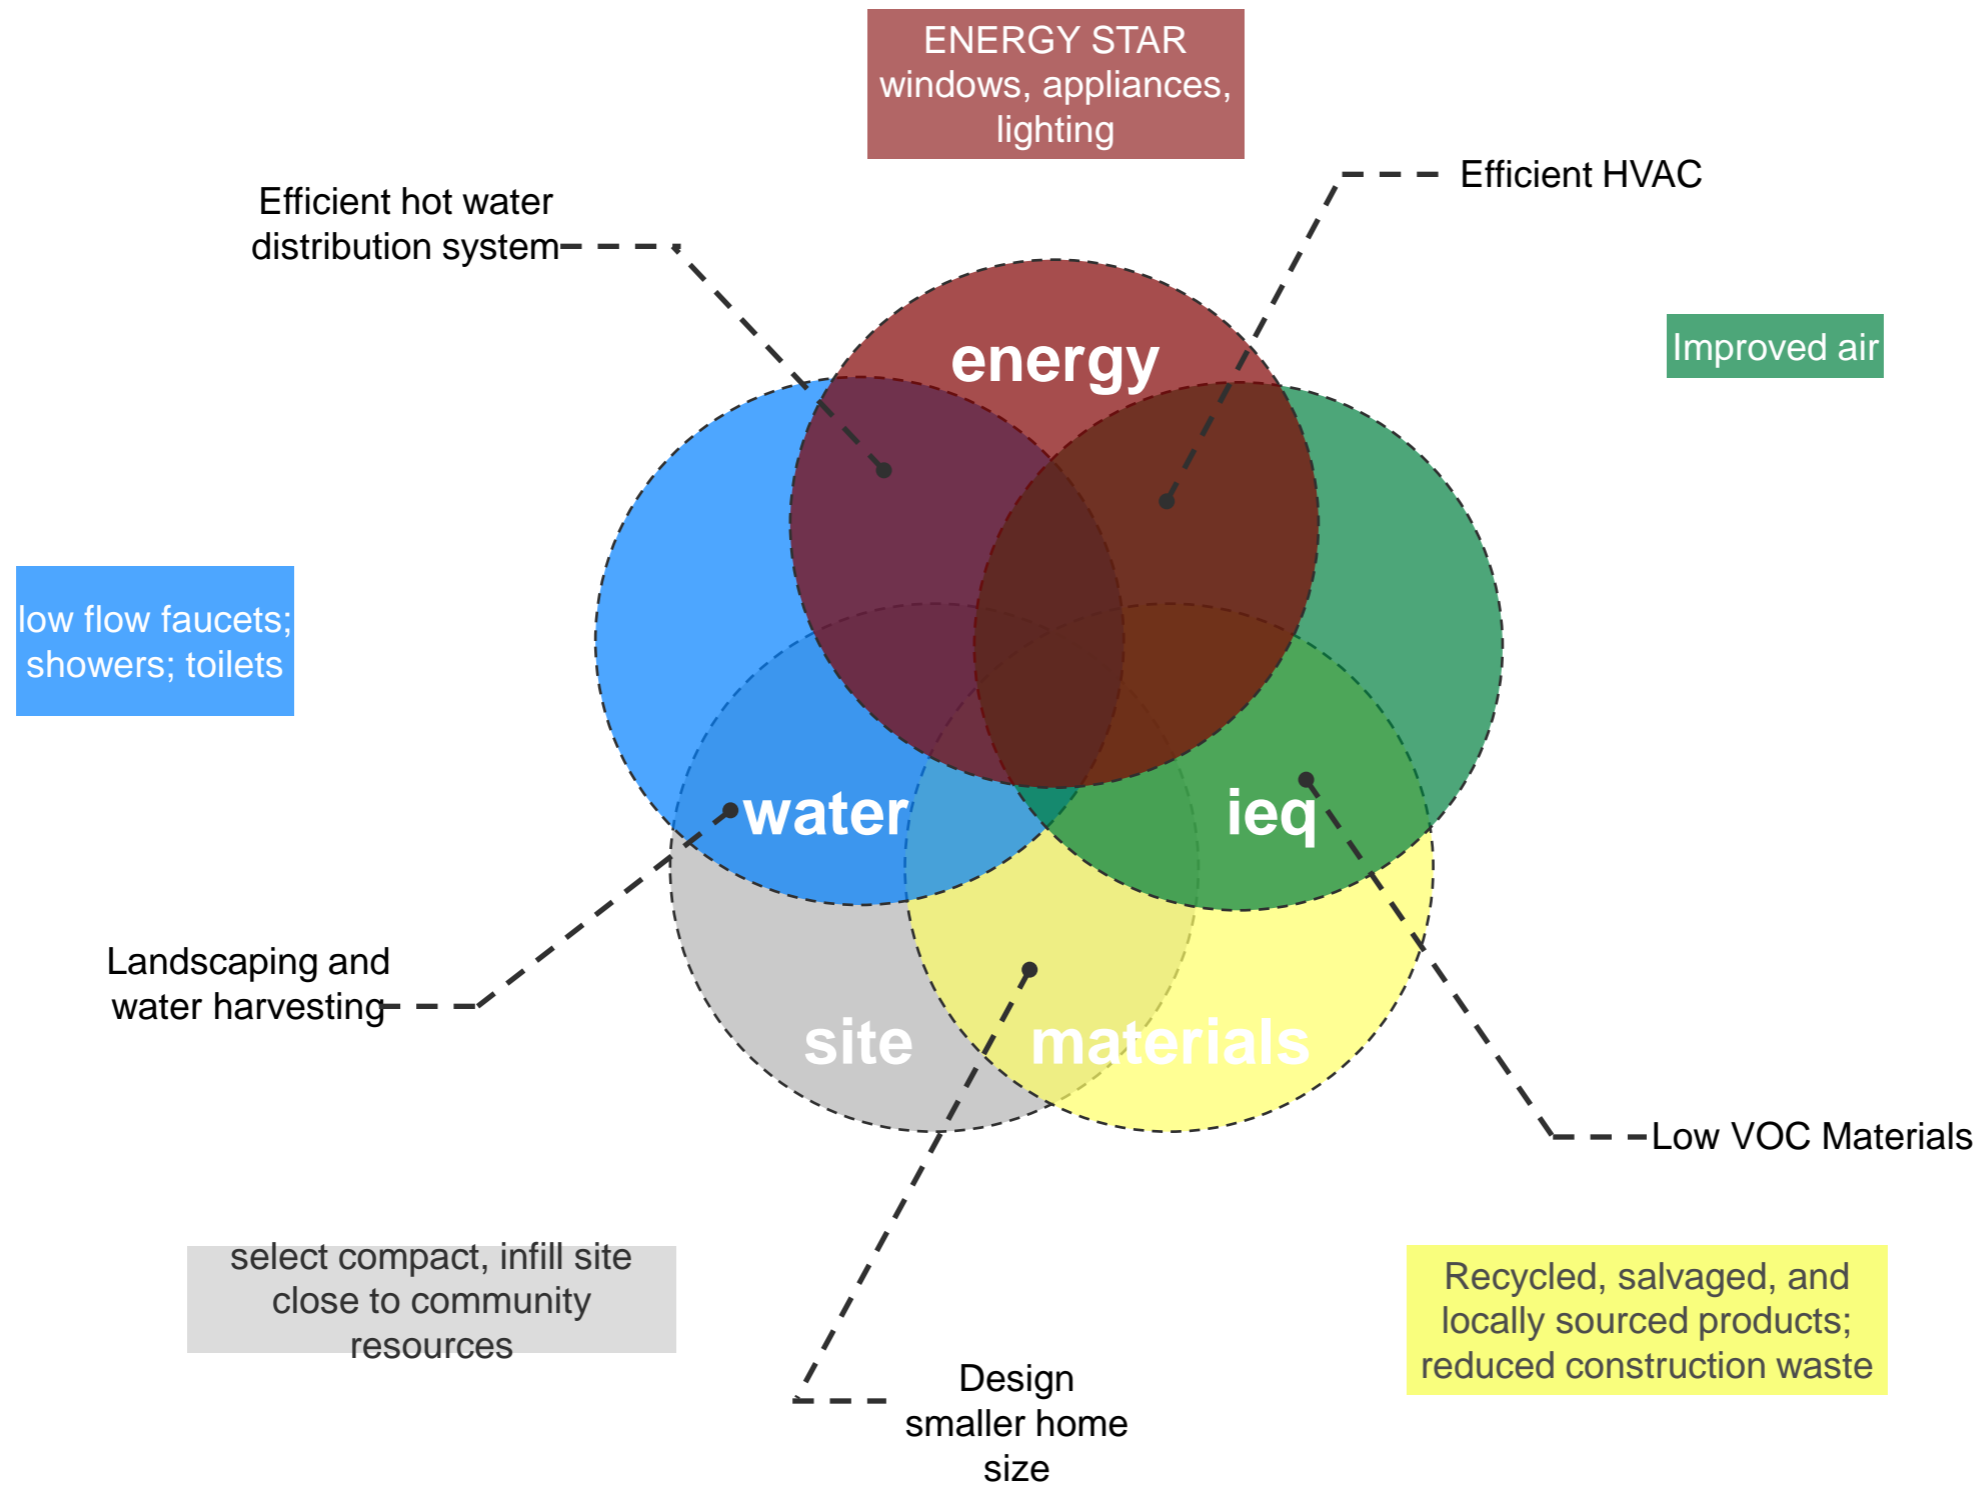 ENERGY STAR
windows, appliances,
lighting
Efficient HVAC
Efficient hot water
distribution system
Improved air
energy
low flow faucets;
showers; toilets
water
ieq
Landscaping and
water harvesting
site
materials
Low VOC Materials
select compact, infill site
close to community
resources
Recycled, salvaged, and
locally sourced products;
reduced construction waste
Design
smaller home
size